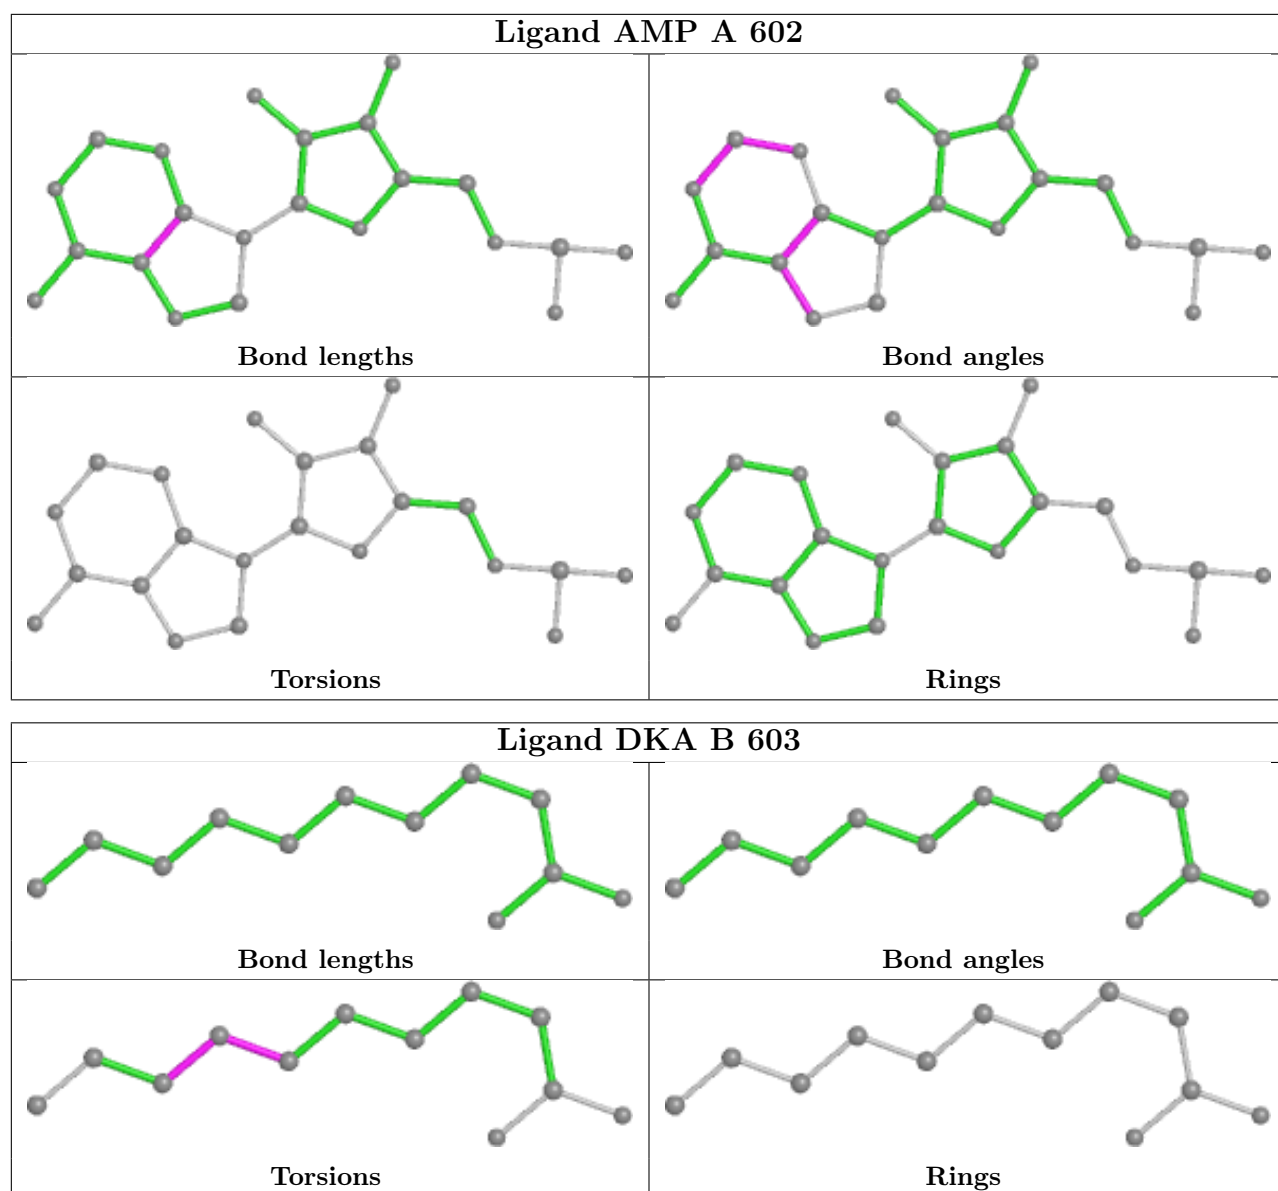 Ligand AMP A 602
Bond lengths
Bond angles
Torsions
Rings
Ligand DKA B 603
Bond lengths
Bond angles
Torsions
Rings